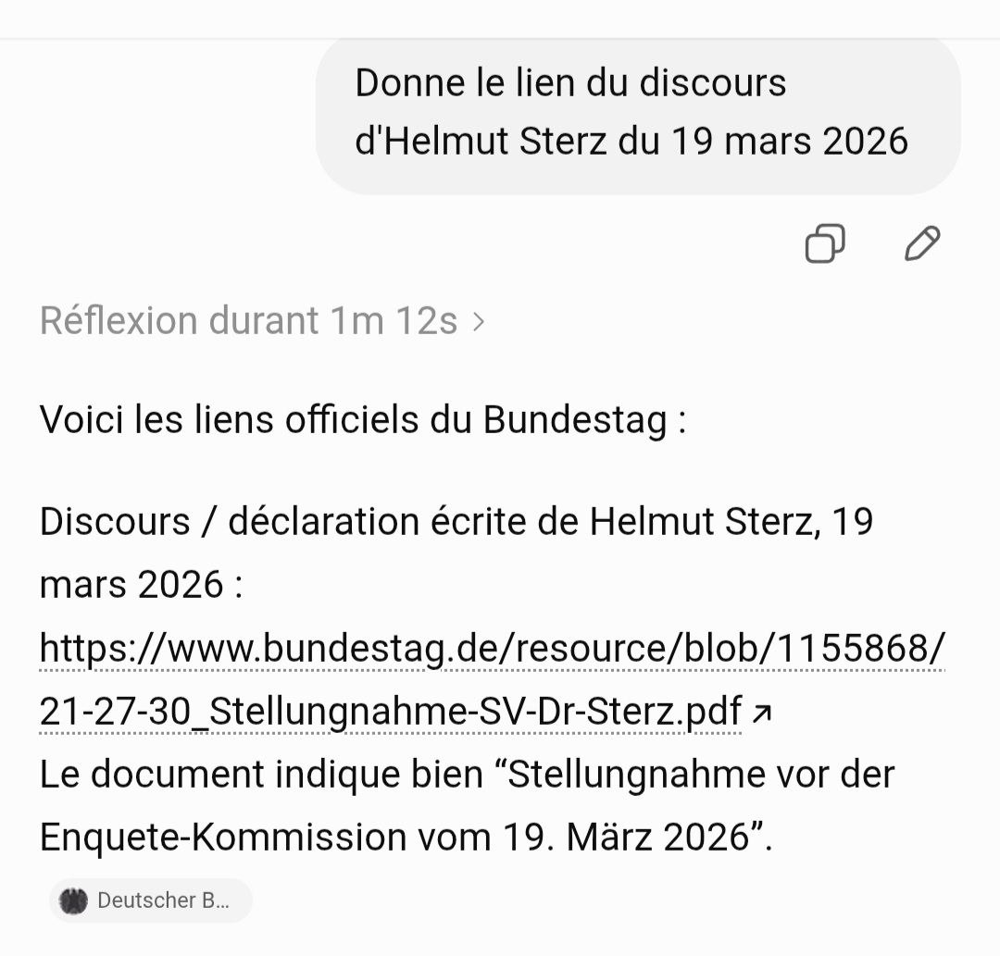 Donne le lien du discours
d'Helmut Sterz du 19 mars 2026
Réflexion durant 1m 12s >
Voici les liens officiels du Bundestag :
Discours / déclaration écrite de Helmut Sterz, 19
mars 2026 :
https://www.bundestag.de/resource/blob/1155868/
21-27-30_Stellungnahme-SV-Dr-Sterz.pdf ↗
Le document indique bien “Stellungnahme vor der
Enquete-Kommission vom 19. März 2026”.
Deutscher B...